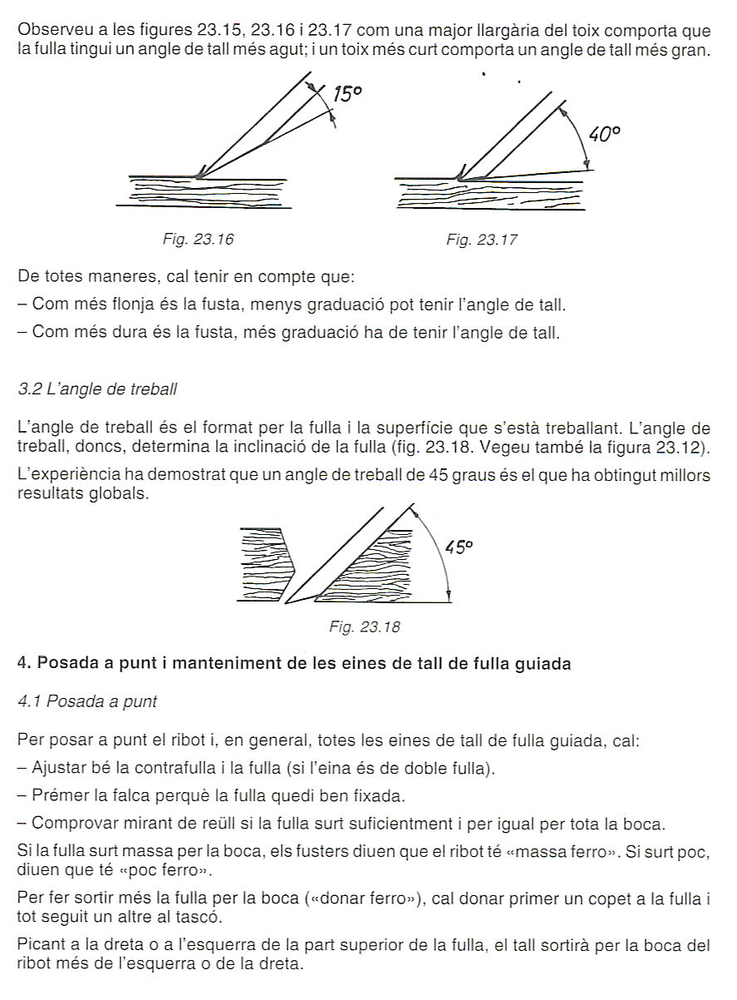 Observeu a les figures 23.15, 23.16 i 23.17 com una major llargària del toix comporta que
la fulla tingui un angle de tall més agut; i un toix més curt comporta un angle de tall més gran.
15º
40º
Fig. 23.16
Fig. 23.17
De totes maneres, cal tenir en compte que:
– Com més flonja és la fusta, menys graduació pot tenir l'angle de tall.
– Com més dura és la fusta, més graduació ha de tenir l'angle de tall.
3.2 L'angle de treball
L'angle de treball és el format per la fulla i la superfície que s'està treballant. L'angle de
treball, doncs, determina la inclinació de la fulla (fig. 23.18. Vegeu també la figura 23.12).
L'experiència ha demostrat que un angle de treball de 45 graus és el que ha obtingut millors
resultats globals.
45º
Fig. 23.18
4. Posada a punt i manteniment de les eines de tall de fulla guiada
4.1 Posada a punt
Per posar a punt el ribot i, en general, totes les eines de tall de fulla guiada, cal:
– Ajustar bé la contrafulla i la fulla (si l'eina és de doble fulla).
– Prémer la falca perquè la fulla quedi ben fixada.
– Comprovar mirant de reüll si la fulla surt suficientment i per igual per tota la boca.
Si la fulla surt massa per la boca, els fusters diuen que el ribot té «massa ferro». Si surt poc,
diuen que té «poc ferro».
Per fer sortir més la fulla per la boca («donar ferro»), cal donar primer un copet a la fulla i
tot seguit un altre al tascó.
Picant a la dreta o a l'esquerra de la part superior de la fulla, el tall sortirà per la boca del
ribot més de l'esquerra o de la dreta.